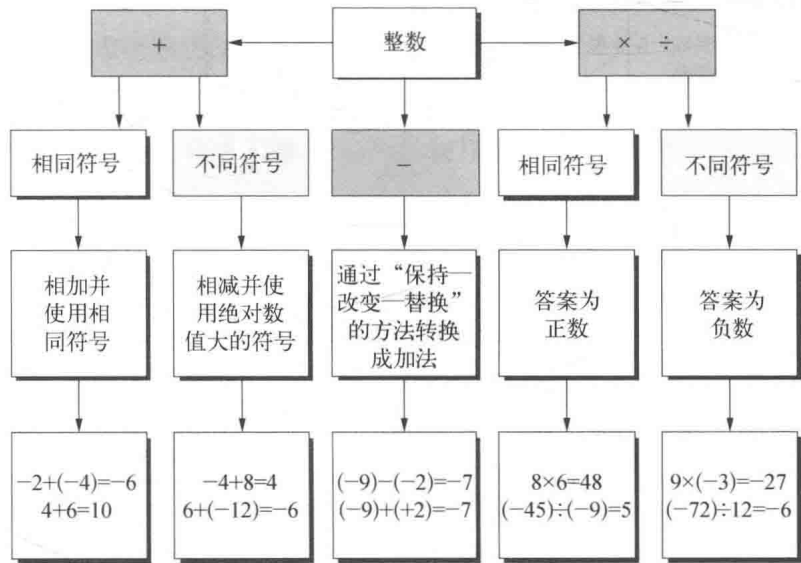 +
整数
× ÷
相同符号
不同符号
−
相同符号
不同符号
相加并
使用相
同符号
相减并使
用绝对数
值大的符号
通过“保持—
改变—替换”
的方法转换
成加法
答案为
正数
答案为
负数
−2+(−4)=−6
4+6=10
−4+8=4
6+(−12)=−6
(−9)−(−2)=−7
(−9)+(+2)=−7
8×6=48
(−45)÷(−9)=5
9×(−3)=−27
(−72)÷12=−6